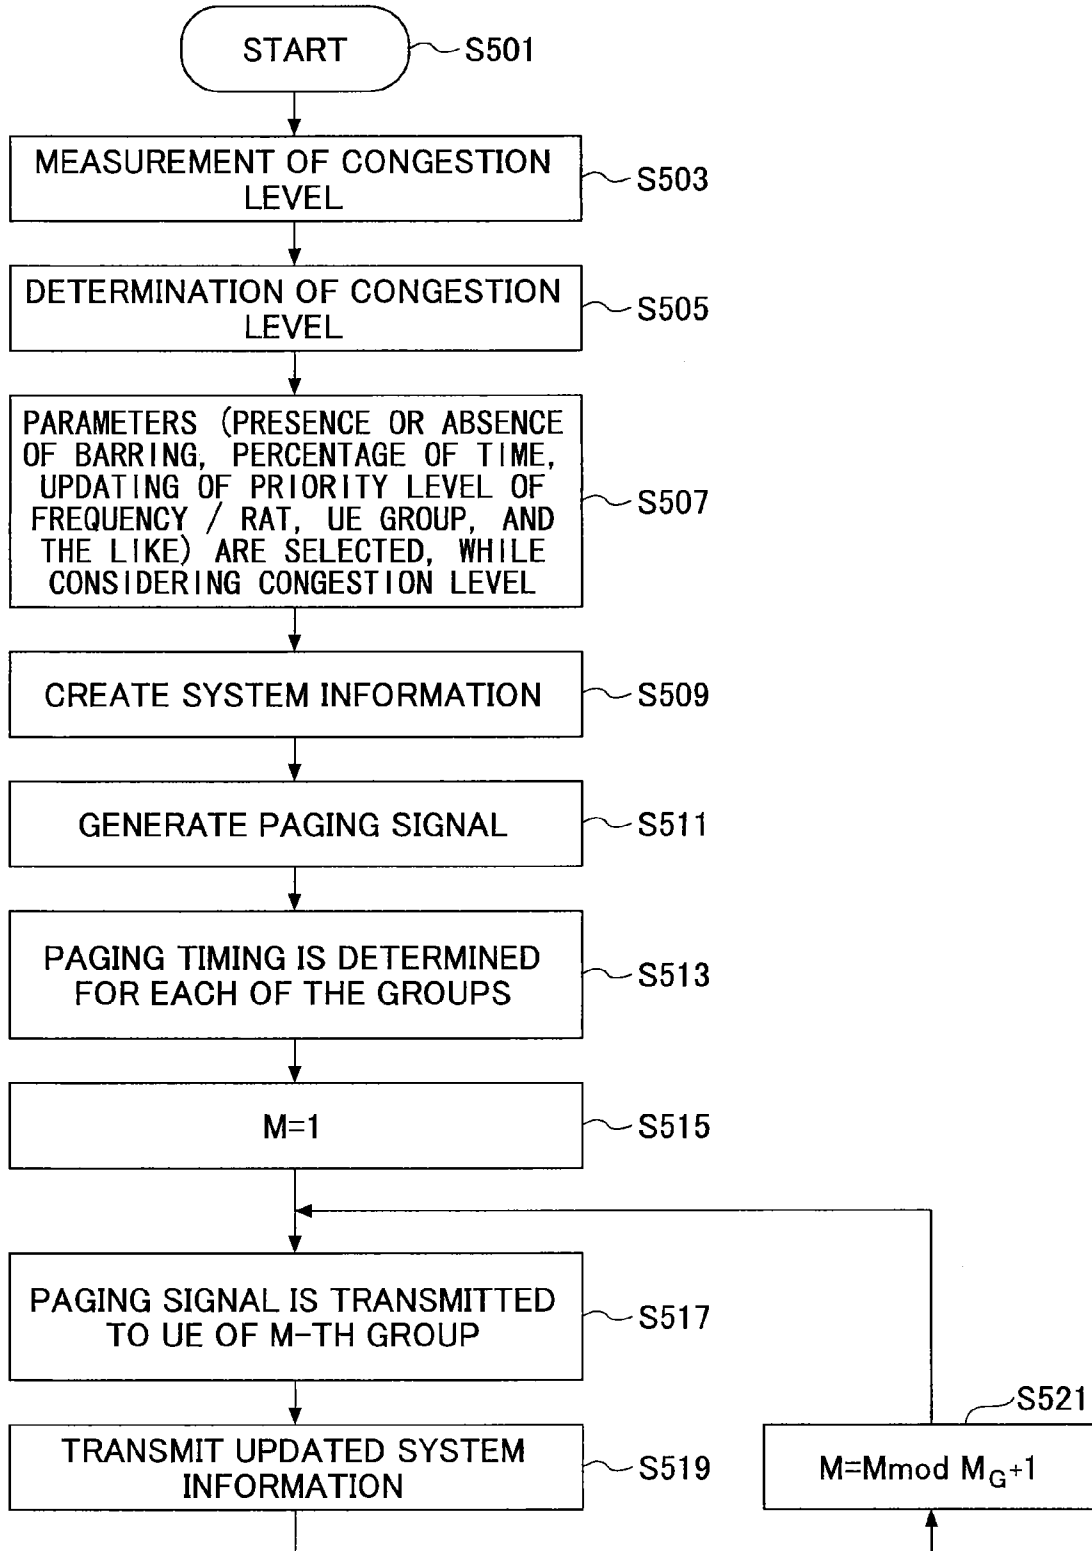 START
S501
MEASUREMENT OF CONGESTION
LEVEL
S503
DETERMINATION OF CONGESTION
LEVEL
S505
PARAMETERS (PRESENCE OR ABSENCE
OF BARRING, PERCENTAGE OF TIME,
UPDATING OF PRIORITY LEVEL OF
FREQUENCY / RAT, UE GROUP, AND
THE LIKE) ARE SELECTED, WHILE
CONSIDERING CONGESTION LEVEL
S507
CREATE SYSTEM INFORMATION
S509
GENERATE PAGING SIGNAL
S511
PAGING TIMING IS DETERMINED
FOR EACH OF THE GROUPS
S513
M=1
S515
PAGING SIGNAL IS TRANSMITTED
TO UE OF M-TH GROUP
S517
TRANSMIT UPDATED SYSTEM
INFORMATION
S519
S521
M=Mmod M_G+1